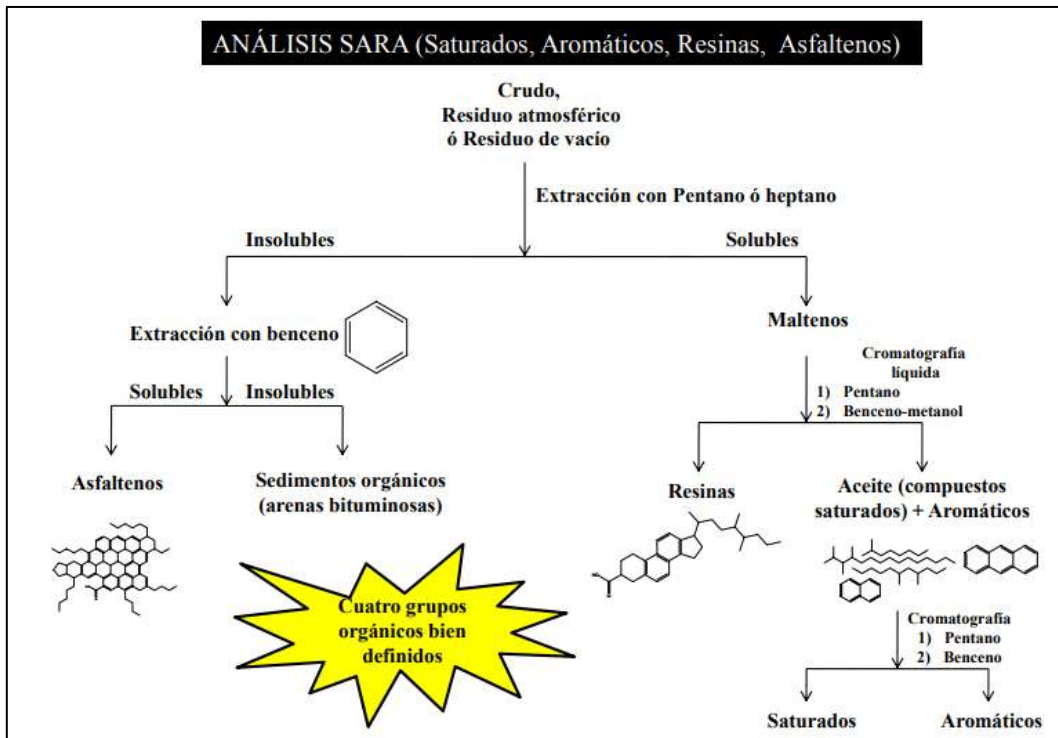 ANÁLISIS SARA (Saturados, Aromáticos, Resinas, Asfaltenos)
Crudo,
Residuo atmosférico
ó Residuo de vacío
Extracción con Pentano ó heptano
Insolubles
Solubles
Extracción con benceno
Maltenos
Cromatografía
líquida
1) Pentano
2) Benceno-metanol
Solubles
Insolubles
Asfaltenos
Sedimentos orgánicos
(arenas bituminosas)
Resinas
Aceite (compuestos
saturados) + Aromáticos
Cuatro grupos
orgánicos bien
definidos
Cromatografía
1) Pentano
2) Benceno
Saturados
Aromáticos